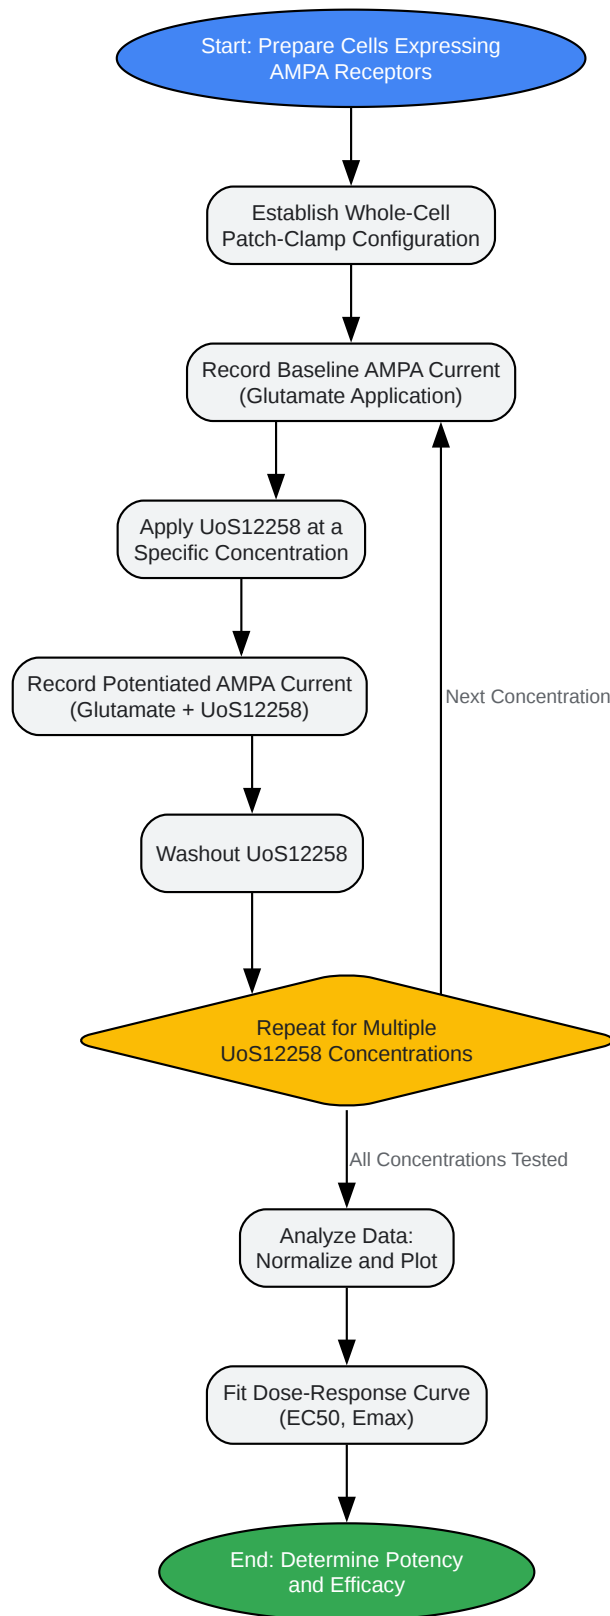 Start: Prepare Cells Expressing
AMPA Receptors
Establish Whole-Cell
Patch-Clamp Configuration
Record Baseline AMPA Current
(Glutamate Application)
Apply UoS12258 at a
Specific Concentration
Record Potentiated AMPA Current
(Glutamate + UoS12258)
Next Concentration
Washout UoS12258
Repeat for Multiple
UoS12258 Concentrations
All Concentrations Tested
Analyze Data:
Normalize and Plot
Fit Dose-Response Curve
(EC50, Emax)
End: Determine Potency
and Efficacy